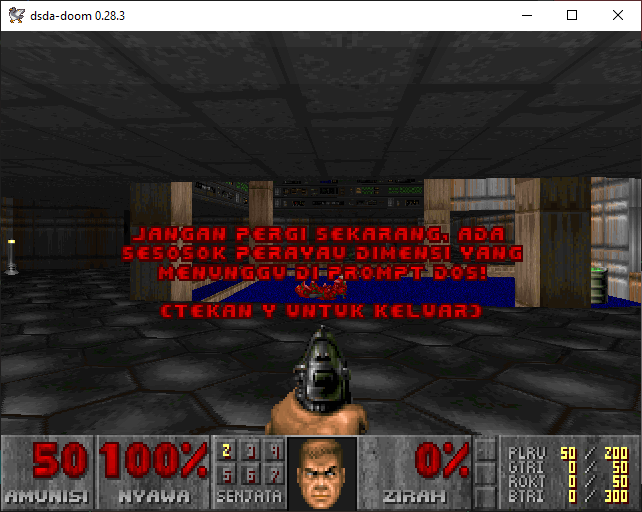 dsda-doom 0.28.3
JANGAN PERGI SEKARANG, ADA
SESOSOK PERAYAU DIMENSI YANG
MENUNGGU DI PROMPT DOS!
(TEKAN Y UNTUK KELUAR)
50 100% 2 3 4 0% PLRU 50 / 200
5 6 7 GTRI 0 / 50
ROKT 0 / 50
AMUNISI NYAWA SENJATA ZIRAH BTRI 0 / 300